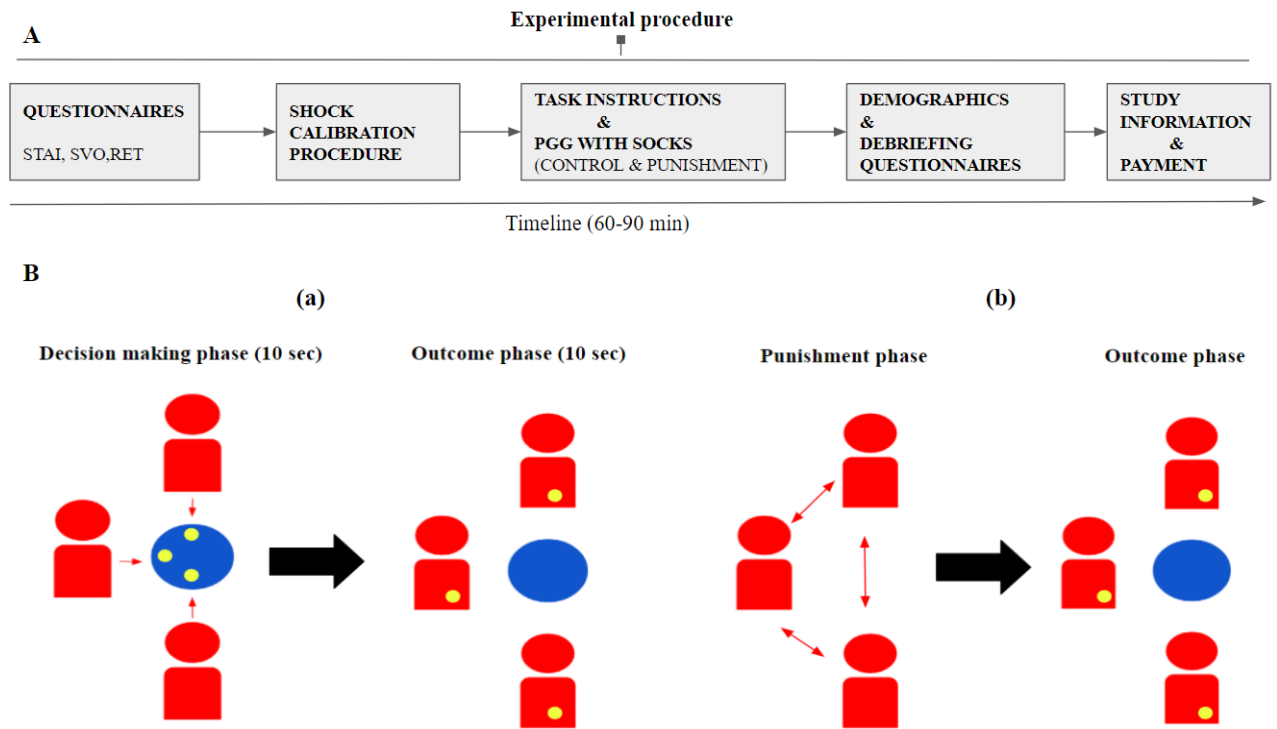 Experimental procedure
A
QUESTIONNAIRES
STAI, SVO,RET
SHOCK
CALIBRATION
PROCEDURE
TASK INSTRUCTIONS
&
PGG WITH SOCKS
(CONTROL & PUNISHMENT)
DEMOGRAPHICS
&
DEBRIEFING
QUESTIONNAIRES
STUDY
INFORMATION
&
PAYMENT
Timeline (60-90 min)
B
(a)
(b)
Decision making phase (10 sec)
Outcome phase (10 sec)
Punishment phase
Outcome phase